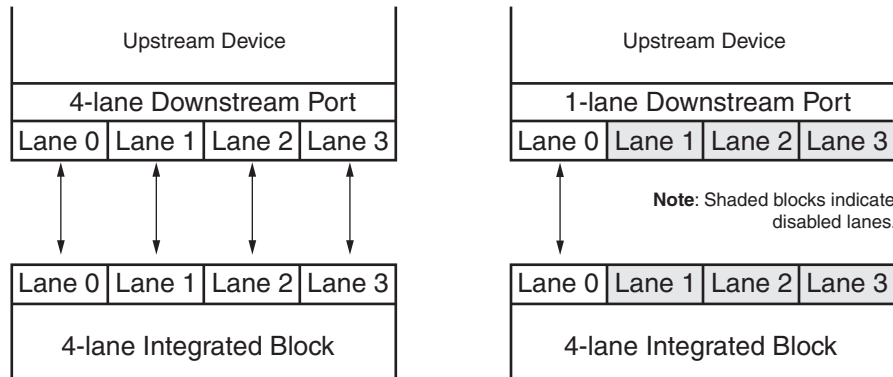 Upstream Device
4-lane Downstream Port
Lane 0 Lane 1 Lane 2 Lane 3
Lane 0 Lane 1 Lane 2 Lane 3
4-lane Integrated Block
Upstream Device
1-lane Downstream Port
Lane 0 Lane 1 Lane 2 Lane 3
Note: Shaded blocks indicate
disabled lanes.
Lane 0 Lane 1 Lane 2 Lane 3
4-lane Integrated Block